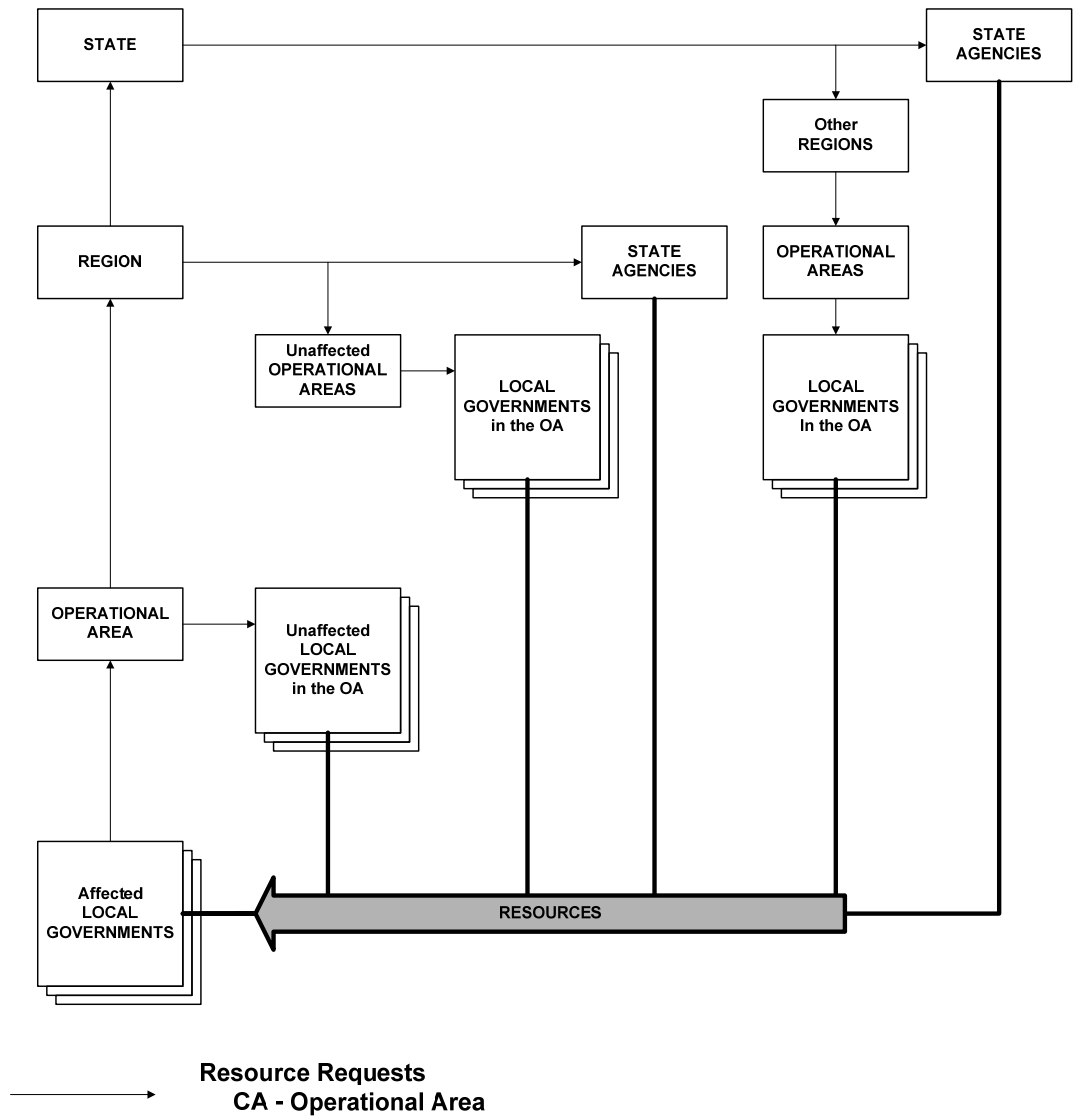 STATE
STATE
AGENCIES
Other
REGIONS
REGION
STATE
AGENCIES
OPERATIONAL
AREAS
Unaffected
OPERATIONAL
AREAS
LOCAL
GOVERNMENTS
in the OA
LOCAL
GOVERNMENTS
In the OA
OPERATIONAL
AREA
Unaffected
LOCAL
GOVERNMENTS
in the OA
Affected
LOCAL
GOVERNMENTS
RESOURCES
Resource Requests
CA - Operational Area